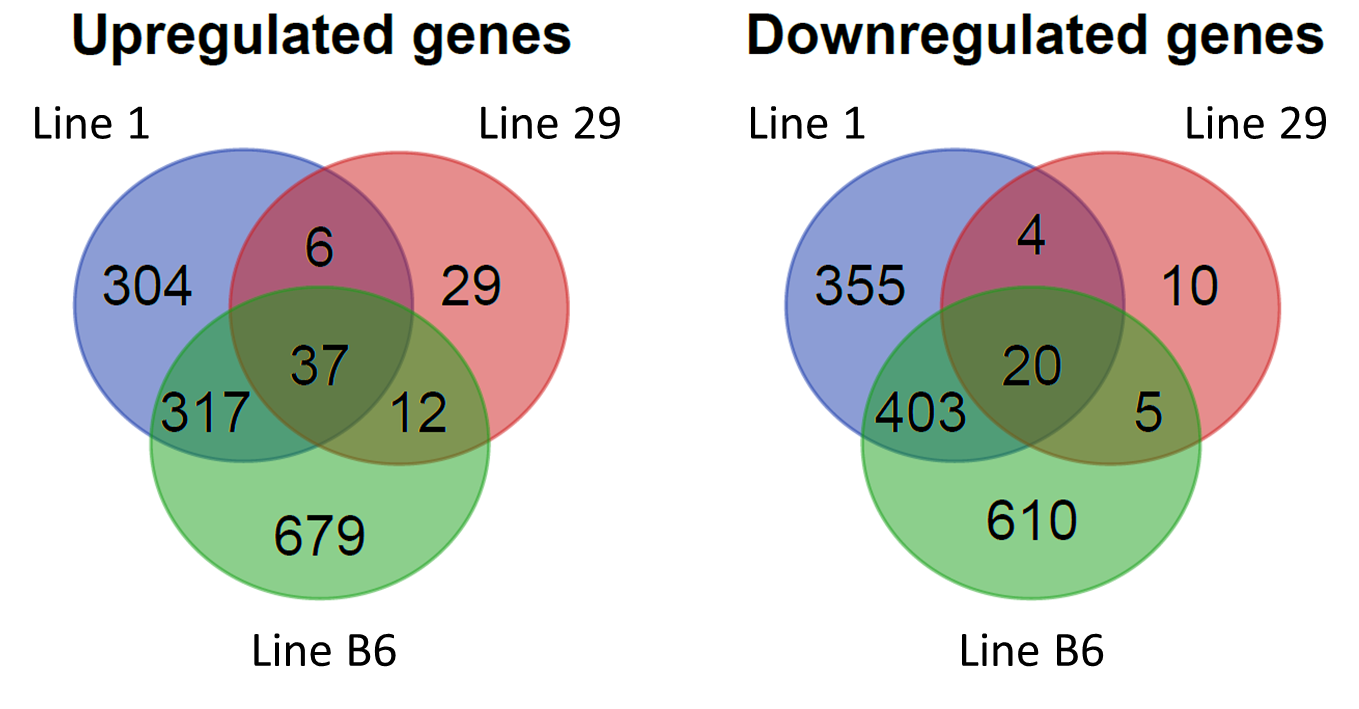 Upregulated genes
Line 1
Line 29
6
304
29
37
317
12
679
Line B6
Downregulated genes
Line 1
Line 29
4
355
10
20
403
5
610
Line B6